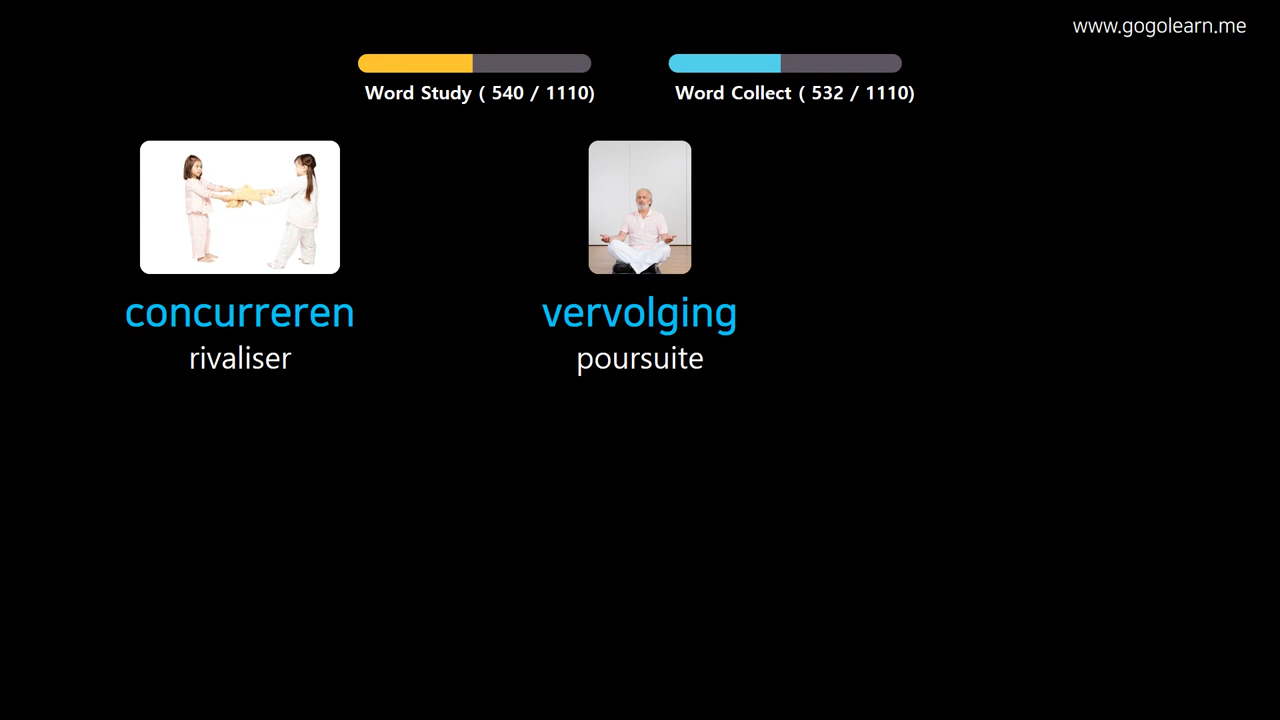 www.gogolearn.me
Word Study ( 540 / 1110)
Word Collect ( 532 / 1110)
concurreren
rivaliser
vervolging
poursuite